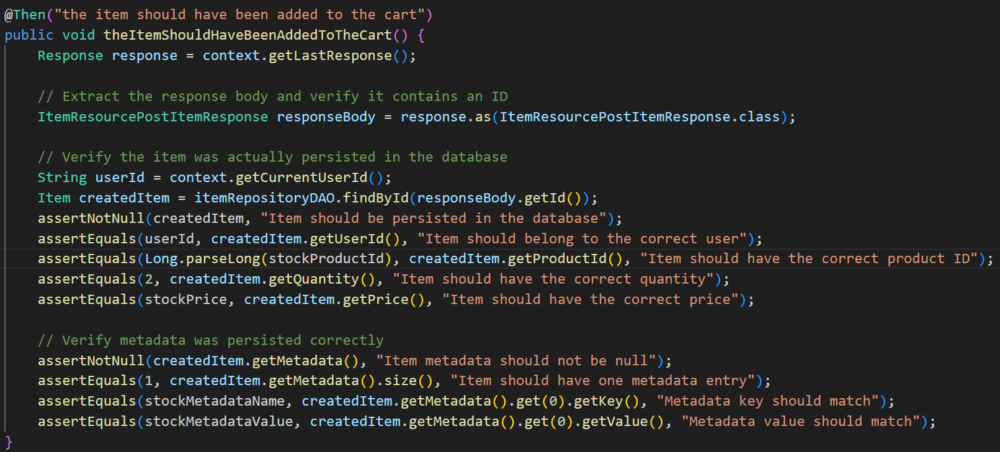 @Then("the item should have been added to the cart")
public void theItemShouldHaveBeenAddedToTheCart() {
    Response response = context.getLastResponse();

    // Extract the response body and verify it contains an ID
    ItemResourcePostItemResponse responseBody = response.as(ItemResourcePostItemResponse.class);

    // Verify the item was actually persisted in the database
    String userId = context.getCurrentUserId();
    Item createdItem = itemRepositoryDAO.findById(responseBody.getId());
    assertNotNull(createdItem, "Item should be persisted in the database");
    assertEquals(userId, createdItem.getUserId(), "Item should belong to the correct user");
    assertEquals(Long.parseLong(stockProductId), createdItem.getProductId(), "Item should have the correct product ID");
    assertEquals(2, createdItem.getQuantity(), "Item should have the correct quantity");
    assertEquals(stockPrice, createdItem.getPrice(), "Item should have the correct price");

    // Verify metadata was persisted correctly
    assertNotNull(createdItem.getMetadata(), "Item metadata should not be null");
    assertEquals(1, createdItem.getMetadata().size(), "Item should have one metadata entry");
    assertEquals(stockMetadataName, createdItem.getMetadata().get(0).getKey(), "Metadata key should match");
    assertEquals(stockMetadataValue, createdItem.getMetadata().get(0).getValue(), "Metadata value should match");
}